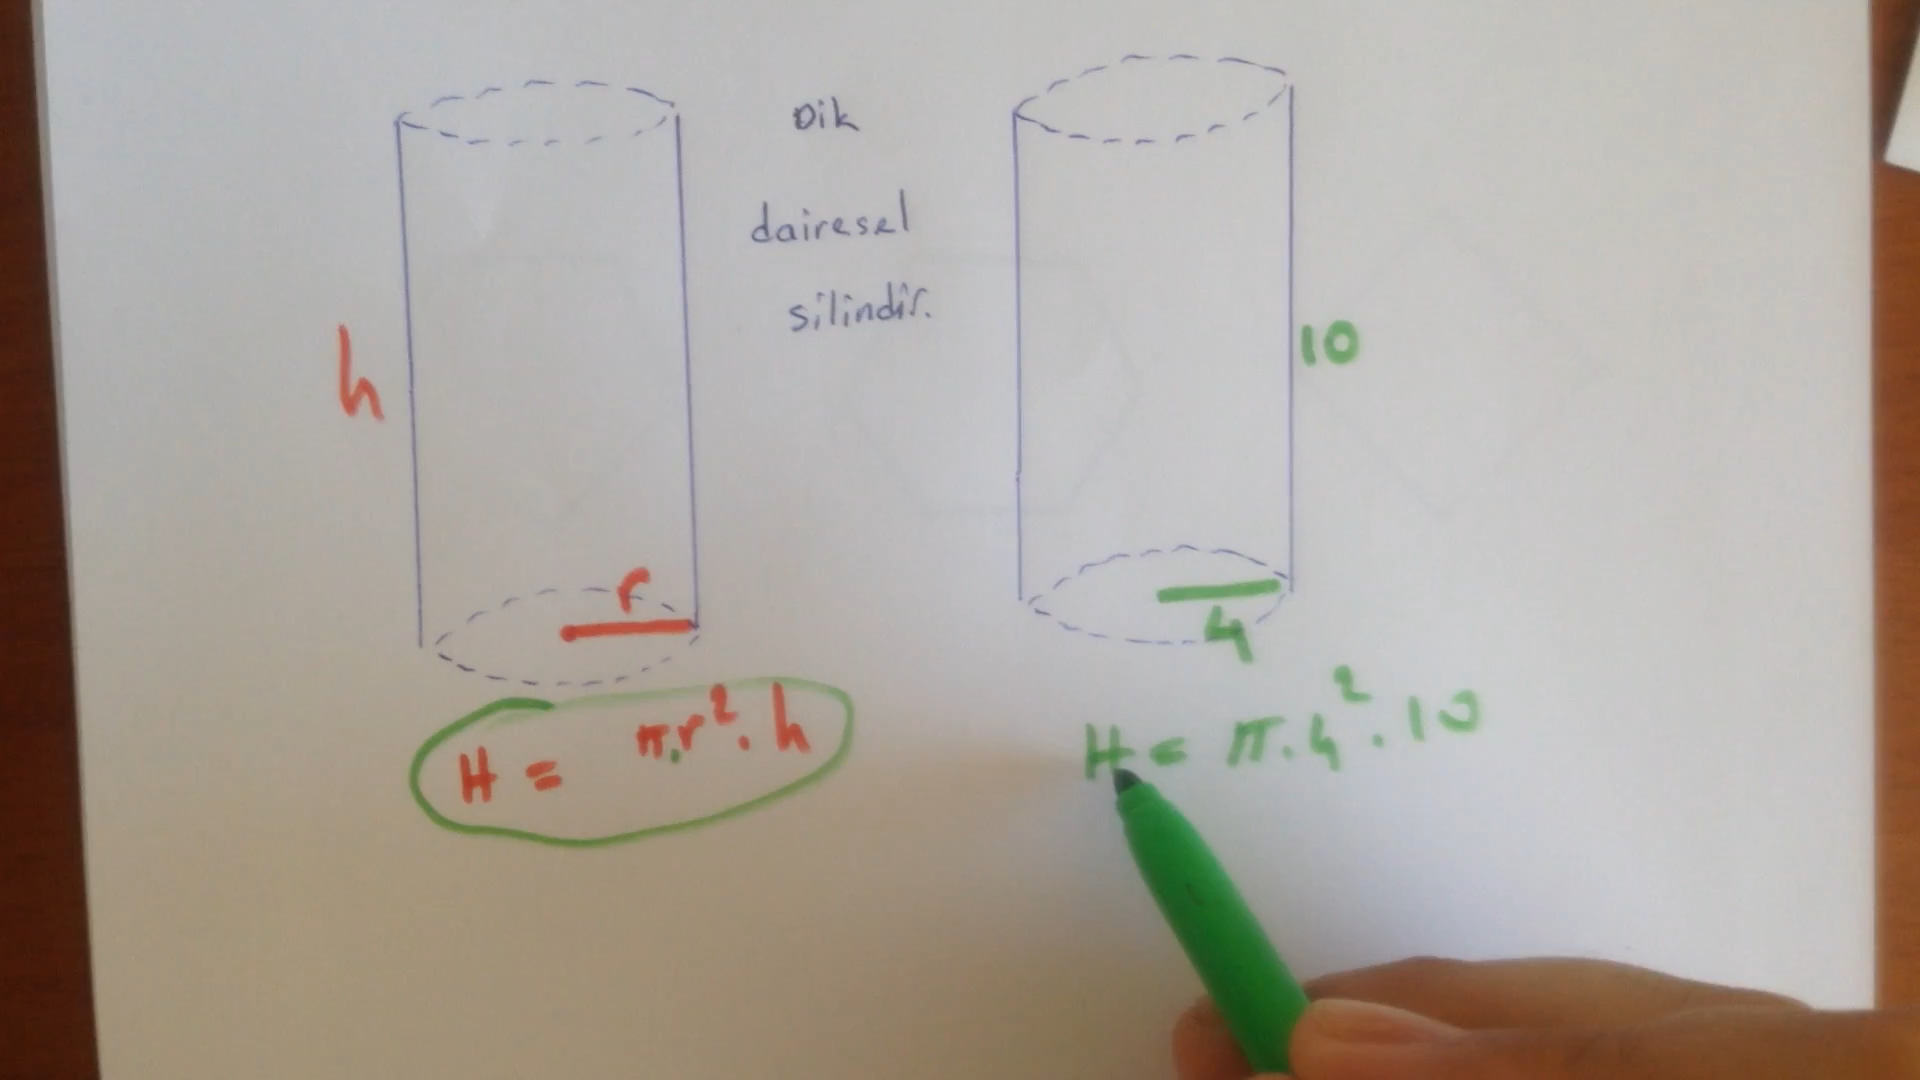 Dik
dairesel
silindir.
h
10
r
4
H = π.r². h
H = π.4². 10